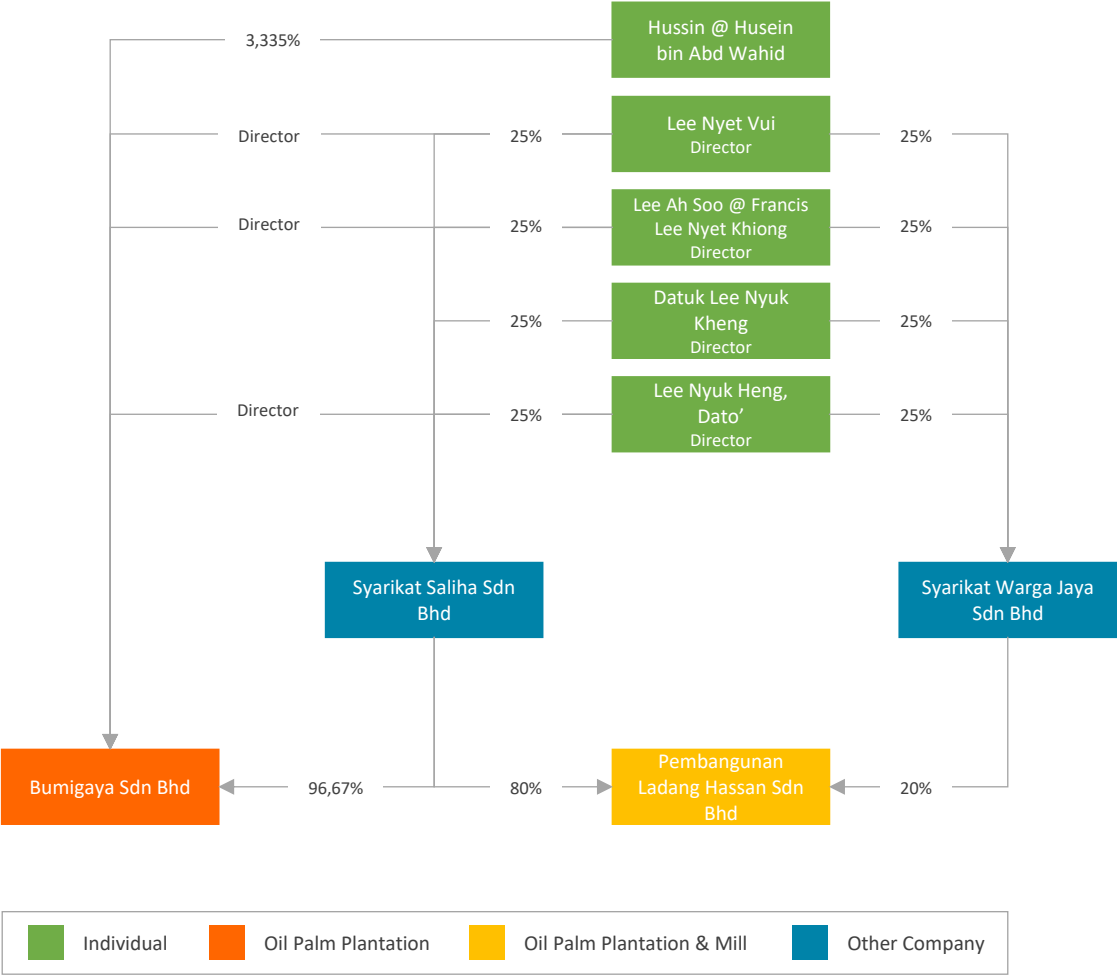 3,335%
Hussin @ Husein
bin Abd Wahid
Director
25%
Lee Nyet Vui
Director
25%
Director
25%
Lee Ah Soo @ Francis
Lee Nyet Khiong
Director
25%
25%
Datuk Lee Nyuk
Kheng
Director
25%
Director
25%
Lee Nyuk Heng,
Dato’
Director
25%
Syarikat Saliha Sdn
Bhd
Syarikat Warga Jaya
Sdn Bhd
Bumigaya Sdn Bhd
96,67%
80%
Pembangunan
Ladang Hassan Sdn
Bhd
20%
Individual
Oil Palm Plantation
Oil Palm Plantation & Mill
Other Company